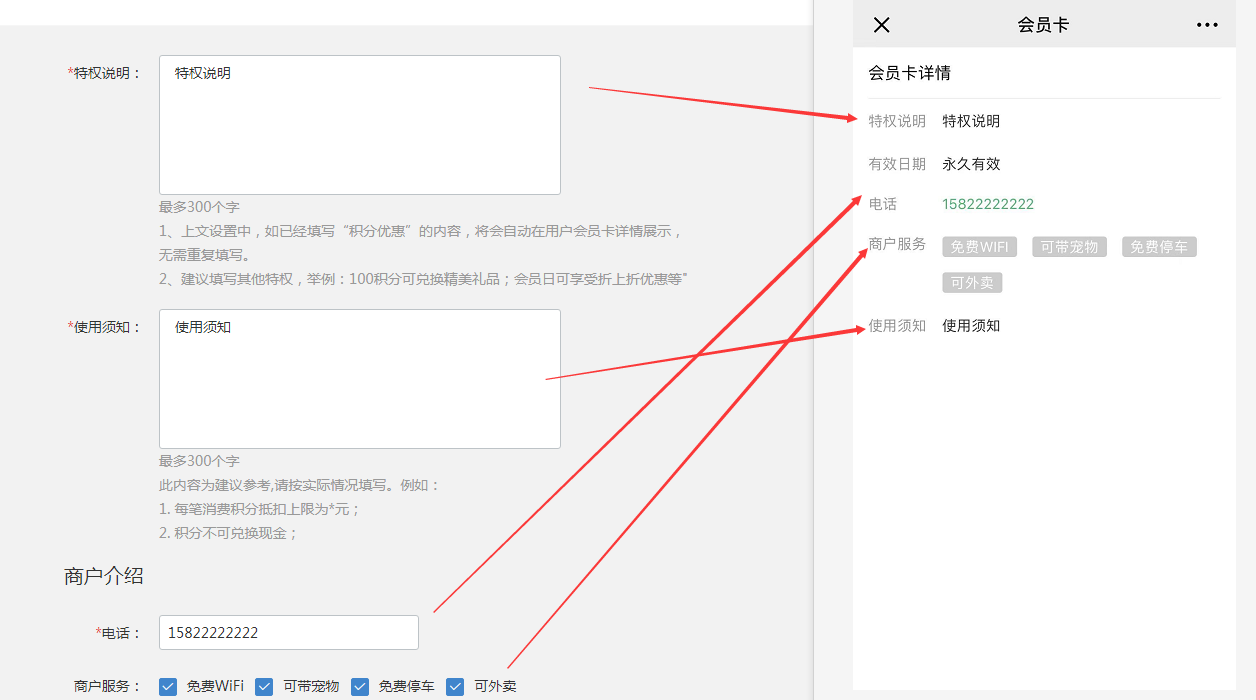 *特权说明：
特权说明
最多300个字
1、上文设置中，如已经填写“积分优惠”的内容，将会自动在用户会员卡详情展示，
无需重复填写。
2、建议填写其他特权，举例：100积分可兑换精美礼品；会员日可享受折上折优惠等"
*使用须知：
使用须知
最多300个字
此内容为建议参考,请按实际情况填写。例如：
1. 每笔消费积分抵扣上限为*元；
2. 积分不可兑换现金；
商户介绍
*电话：
15822222222
商户服务：
免费WiFi 可带宠物 免费停车 可外卖
会员卡
会员卡详情
特权说明 特权说明
有效日期 永久有效
电话 15822222222
商户服务 免费WIFI 可带宠物 免费停车
可外卖
使用须知 使用须知